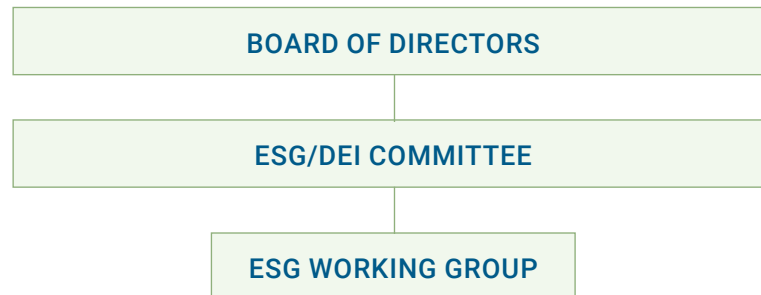 BOARD OF DIRECTORS
ESG/DEI COMMITTEE
ESG WORKING GROUP